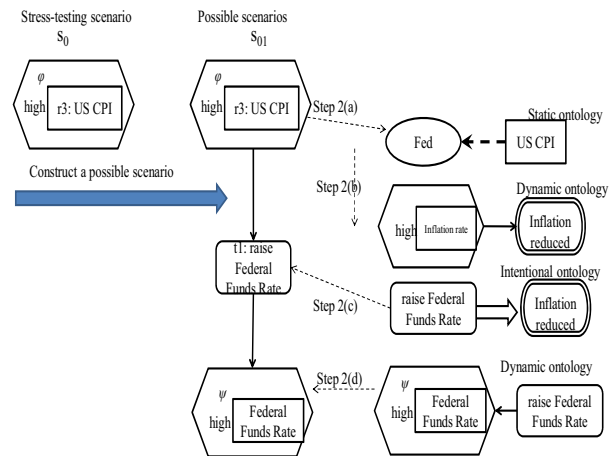 Stress-testing scenario
S0
Possible scenarios
S01
φ
high
r3: US CPI
φ
high
r3: US CPI
Step 2(a)
Static ontology
Fed
US CPI
Construct a possible scenario
Step 2(b)
Dynamic ontology
high
Inflation rate
Inflation
reduced
Intentional ontology
t1: raise
Federal
Funds Rate
Step 2(c)
raise Federal
Funds Rate
Inflation
reduced
Step 2(d)
Dynamic ontology
ψ
high
Federal
Funds Rate
ψ
high
Federal
Funds Rate
raise Federal
Funds Rate